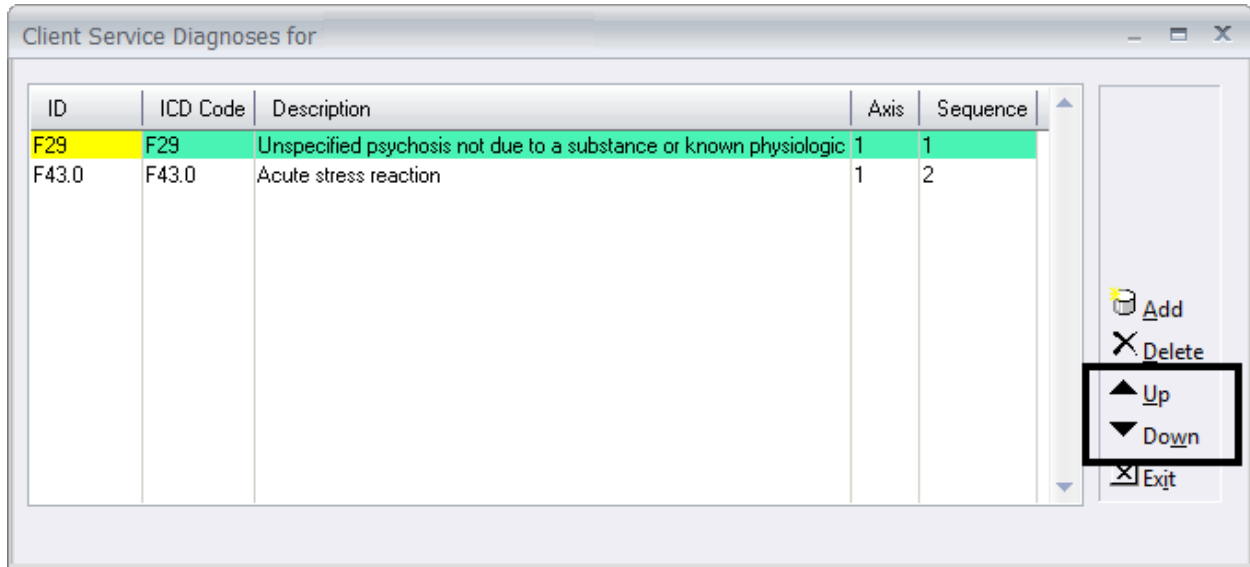 Client Service Diagnoses for
ID ICD Code Description Axis Sequence
F29 F29 Unspecified psychosis not due to a substance or known physiologic 1 1
F43.0 F43.0 Acute stress reaction 1 2
Add
Delete
Up
Down
Exit